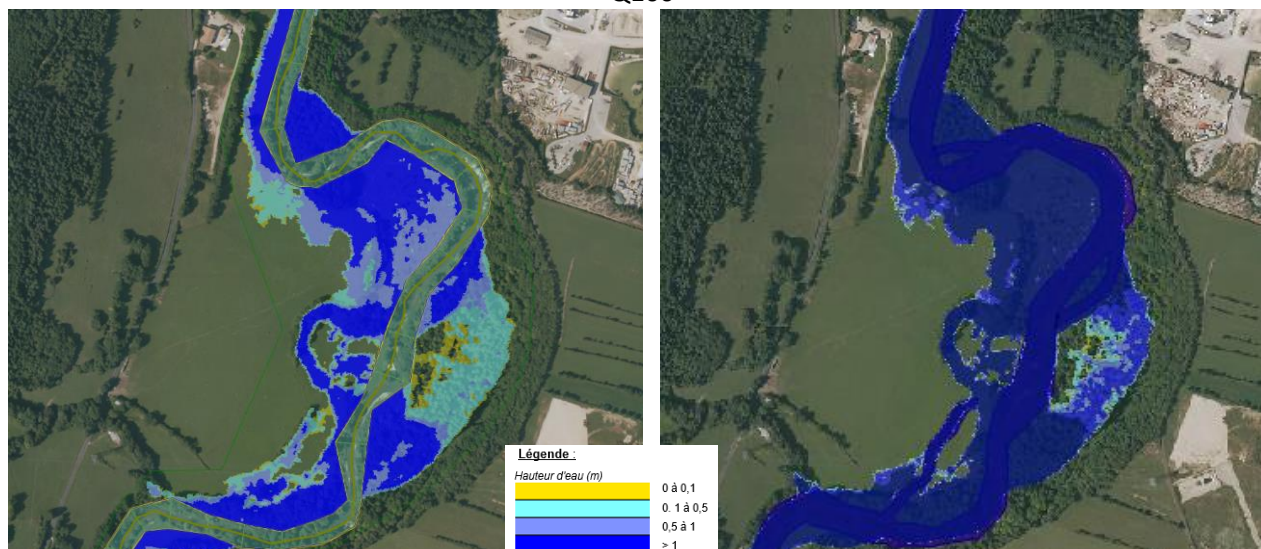 Légende :
Hauteur d'eau (m)
0 à 0,1
0. 1 à 0,5
0,5 à 1
> 1